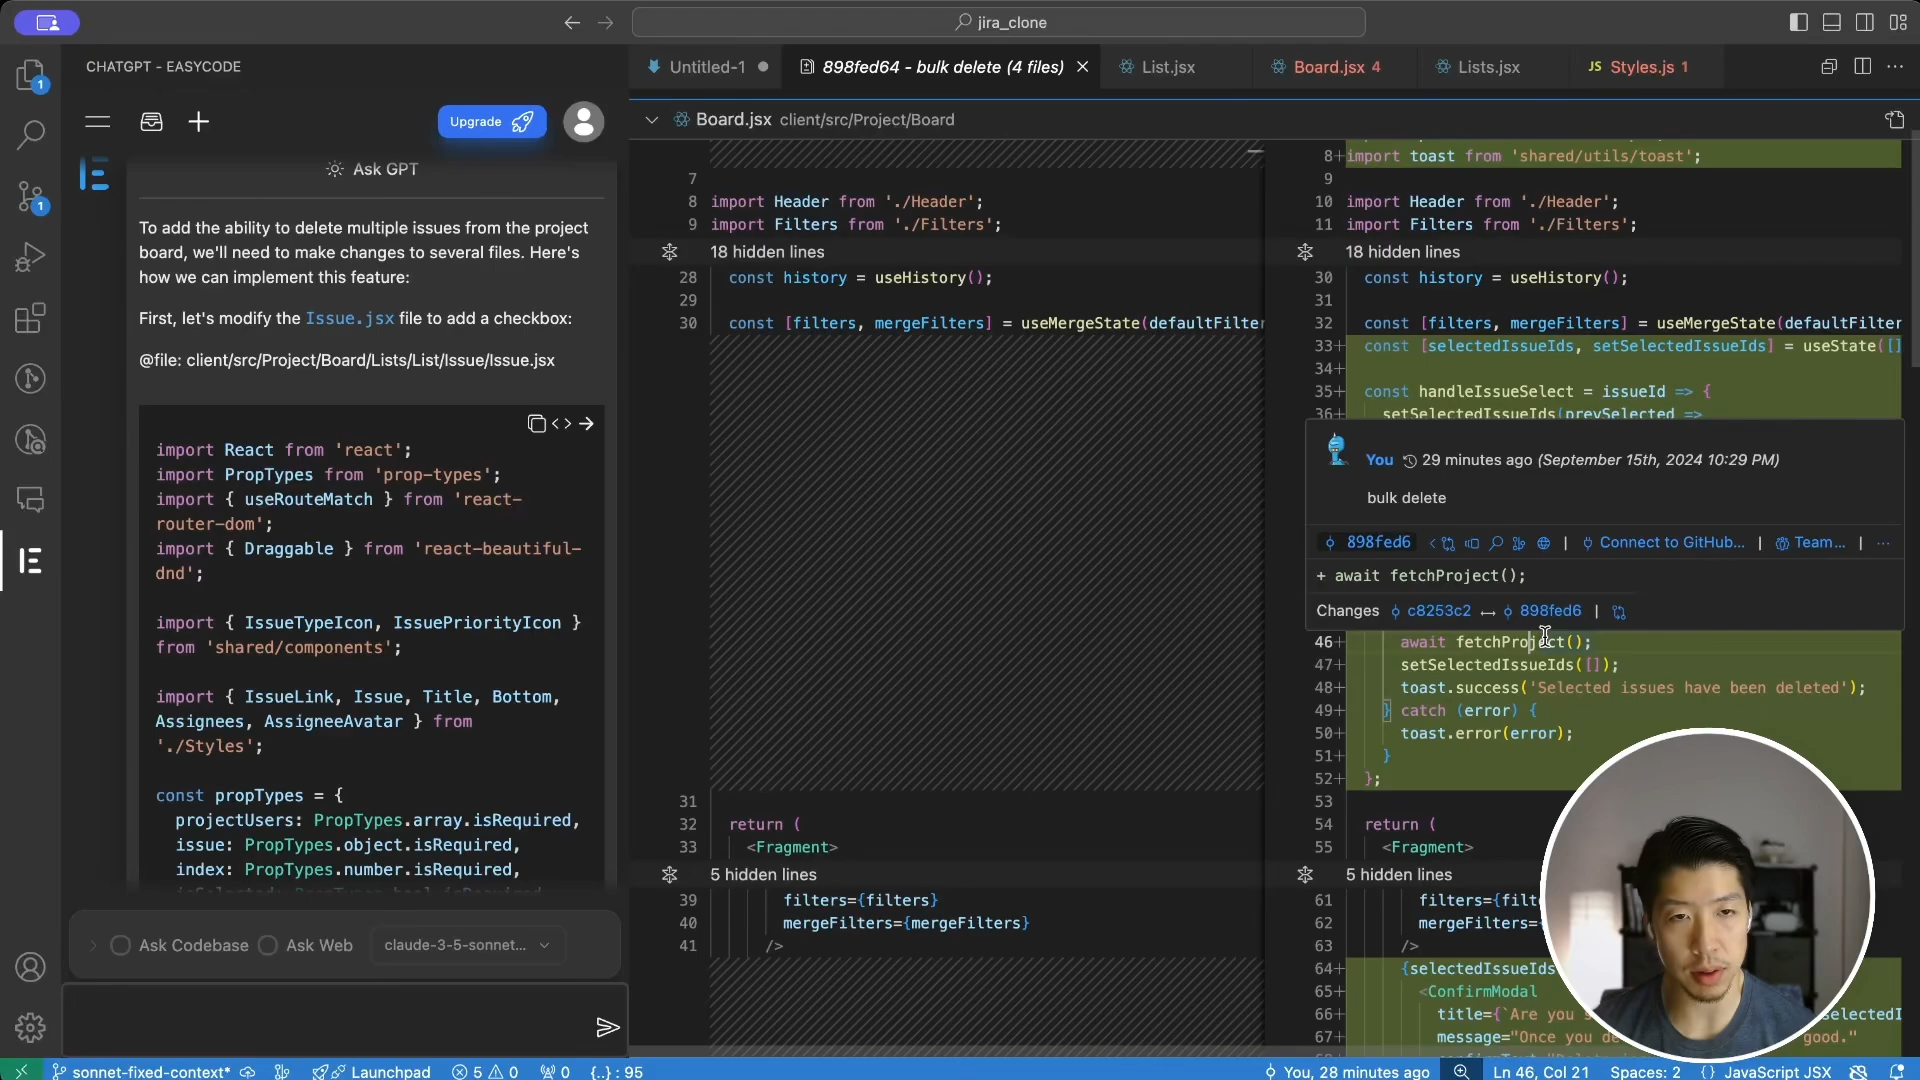 jira_clone
CHATGPT - EASYCODE
Untitled-1
898fed64 - bulk delete (4 files)
List.jsx
Board.jsx 4
Lists.jsx
JS Styles.js 1
1
1
Upgrade
Ask GPT
To add the ability to delete multiple issues from the project
board, we'll need to make changes to several files. Here's
how we can implement this feature:
First, let's modify the Issue.jsx file to add a checkbox:
@file: client/src/Project/Board/Lists/List/Issue/Issue.jsx
import React from 'react';
import PropTypes from 'prop-types';
import { useRouteMatch } from 'react-
router-dom';
import { Draggable } from 'react-beautiful-
dnd';
import { IssueTypeIcon, IssuePriorityIcon }
from 'shared/components';
import { IssueLink, Issue, Title, Bottom,
Assignees, AssigneeAvatar } from
'./Styles';
const propTypes = {
projectUsers: PropTypes.array.isRequired,
issue: PropTypes.object.isRequired,
index: PropTypes.number.isRequired,
isSelected: PropTypes.bool.isRequired
Ask Codebase
Ask Web
claude-3-5-sonnet...
Board.jsx client/src/Project/Board
7
8 import Header from './Header';
9 import Filters from './Filters';
18 hidden lines
28 const history = useHistory();
29
30 const [filters, mergeFilters] = useMergeState(defaultFilter
31
32 return (
33 <Fragment>
5 hidden lines
39 filters={filters}
40 mergeFilters={mergeFilters}
41 />
8+ import toast from 'shared/utils/toast';
9
10 import Header from './Header';
11 import Filters from './Filters';
18 hidden lines
30 const history = useHistory();
31
32 const [filters, mergeFilters] = useMergeState(defaultFilter
33+ const [selectedIssueIds, setSelectedIssueIds] = useState([]
34+
35+ const handleIssueSelect = issueId => {
36+ setSelectedIssueIds(prevSelected =>
You 29 minutes ago (September 15th, 2024 10:29 PM)
bulk delete
898fed6 | Connect to GitHub... | Team... | ...
+ await fetchProject();
Changes c8253c2 ↔ 898fed6 |
46+ await fetchProject();
47+ setSelectedIssueIds([]);
48+ toast.success('Selected issues have been deleted');
49+ } catch (error) {
50+ toast.error(error);
51+ }
52+ };
53
54 return (
55 <Fragment>
5 hidden lines
61 filters={filt
62 mergeFilters=
63 />
64+ {selectedIssueIds
65+ <ConfirmModal
66+ title={`Are you s selectedI
67+ message="Once you de good."
sonnet-fixed-context*
Launchpad
5 0
0
{..} : 95
You, 28 minutes ago
Ln 46, Col 21
Spaces: 2
{} JavaScript JSX